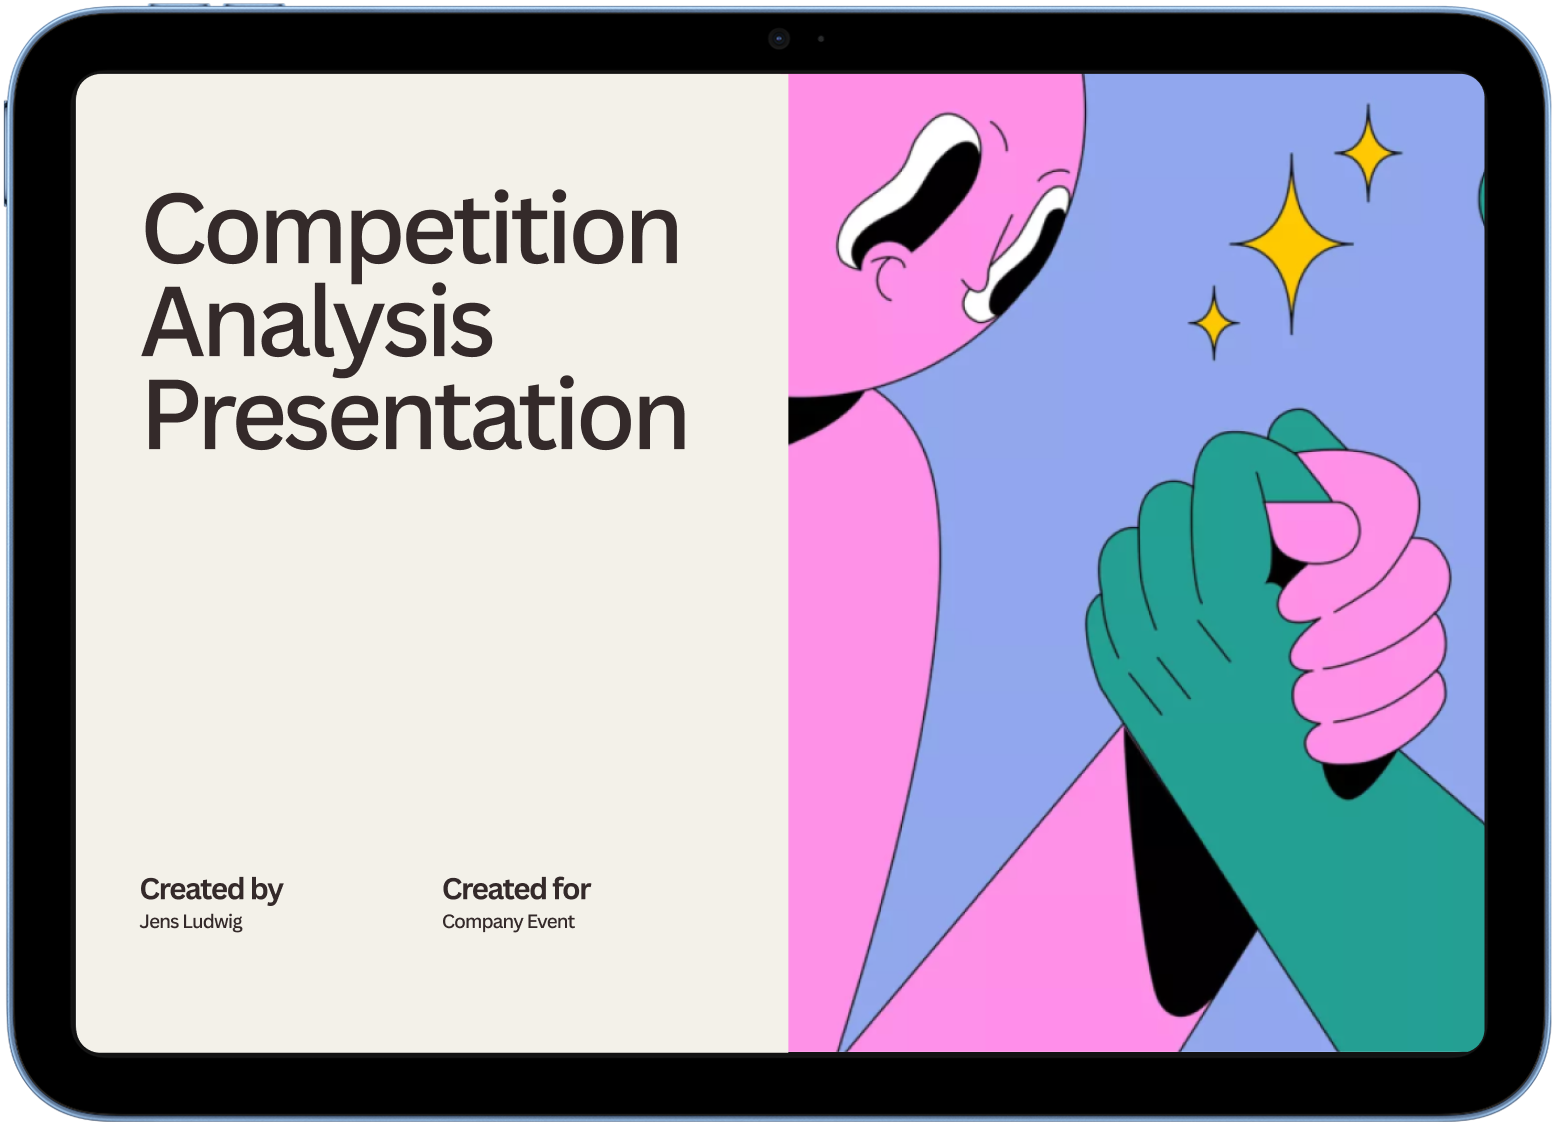 Competition
Analysis
Presentation
Created by
Jens Ludwig
Created for
Company Event